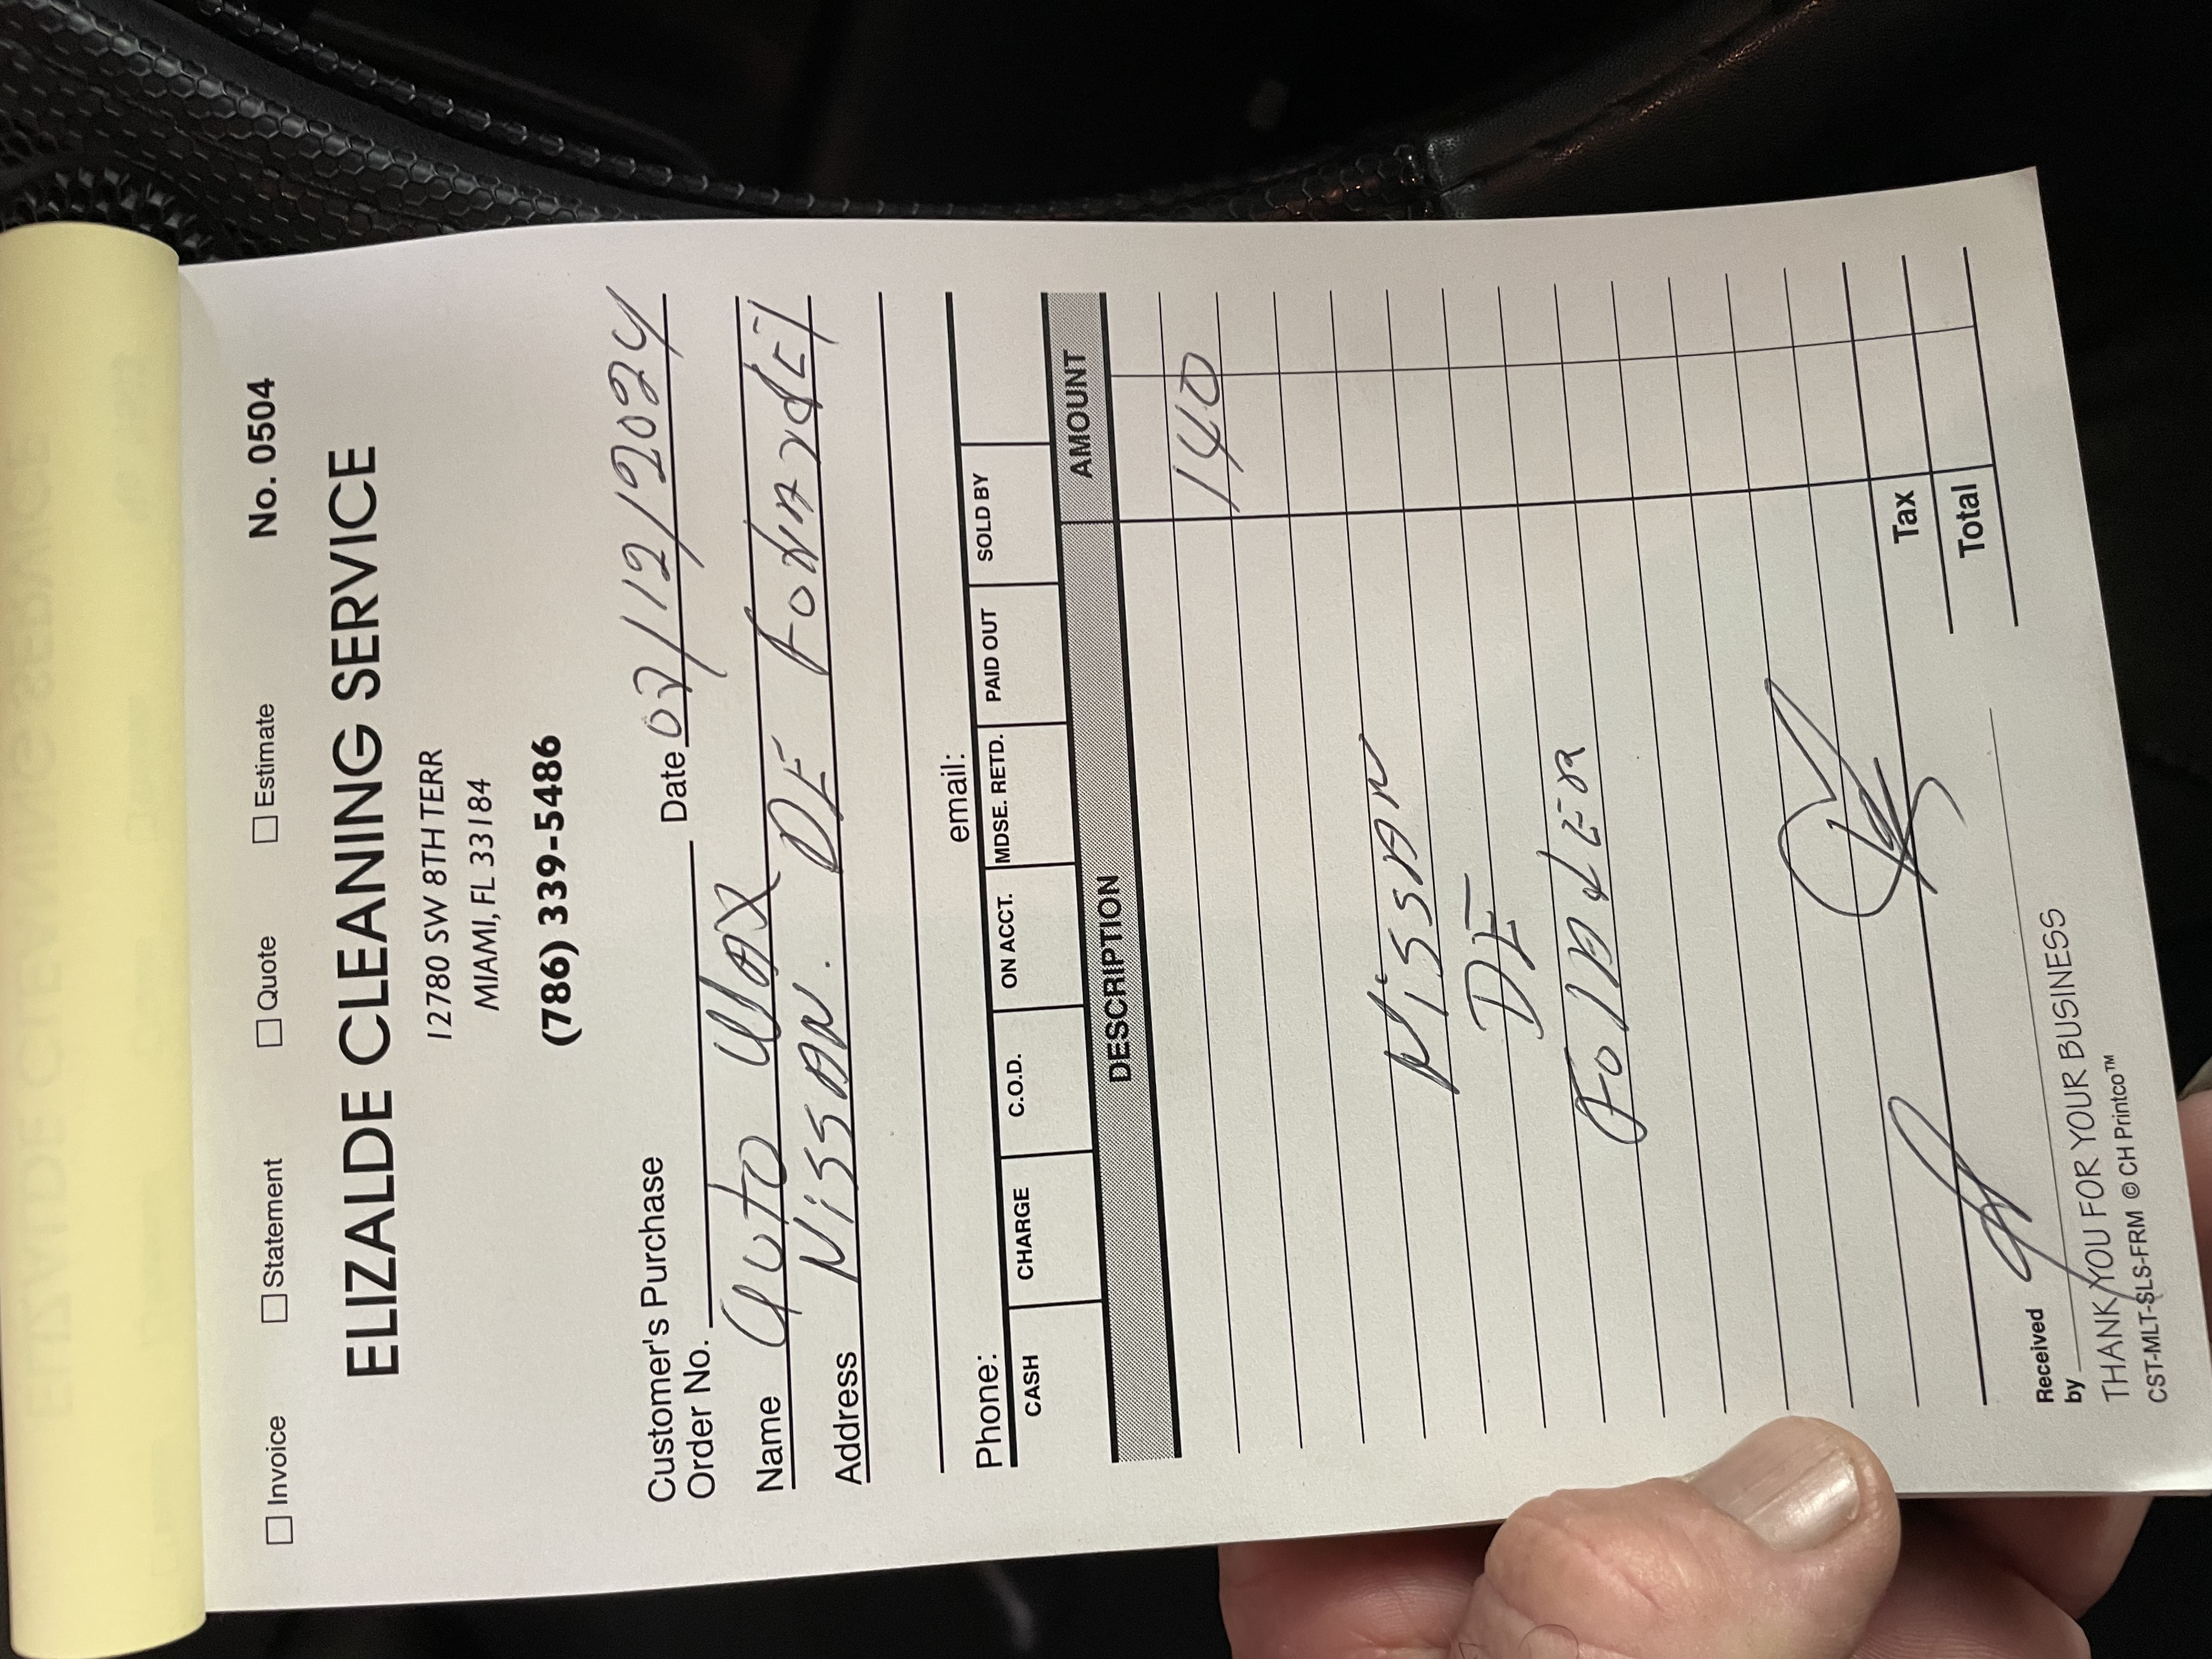 ☐ Invoice ☐ Statement ☐ Quote ☐ Estimate No. 0504
ELIZALDE CLEANING SERVICE
12780 SW 8TH TERR
MIAMI, FL 33184
(786) 339-5486
Customer's Purchase
Order No. Date 02/12/2024
Name Auto Wax
Address Nissan. DE
Phone: email:
CASH CHARGE C.O.D. ON ACCT. MDSE. RETD. PAID OUT SOLD BY
DESCRIPTION AMOUNT
140
Nissan
DE
Tax
Total
Received
by
THANK YOU FOR YOUR BUSINESS
CST-MLT-SLS-FRM © CH Printco™
ELIZALDE CLEANING SERVICE